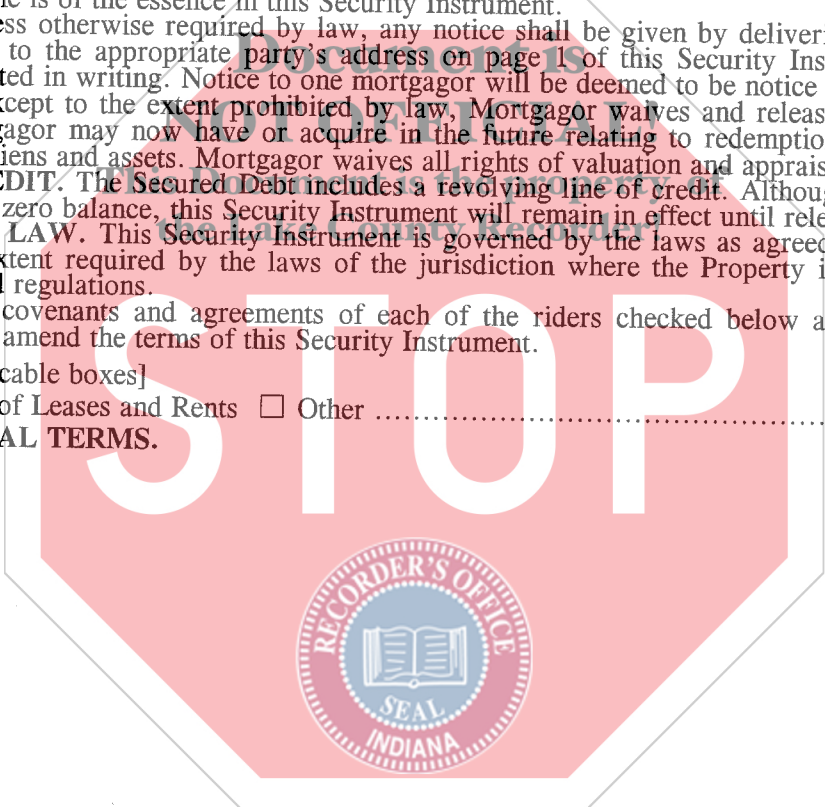 e is of the essence in this Security Instrument.
ess otherwise required by law, any notice shall be given by deliveri
to the appropriate party's address on page 1 of this Security Ins
ted in writing. Notice to one mortgagor will be deemed to be notice
xcept to the extent prohibited by law, Mortgagor waives and releas
gagor may now have or acquire in the future relating to redemptio
iens and assets. Mortgagor waives all rights of valuation and apprais
EDIT. The Secured Debt includes a revolving line of credit. Althoug
zero balance, this Security Instrument will remain in effect until rele
LAW. This Security Instrument is governed by the laws as agreed
xtent required by the laws of the jurisdiction where the Property i
l regulations.
covenants and agreements of each of the riders checked below a
amend the terms of this Security Instrument.
cable boxes]
of Leases and Rents ☐ Other ........................................................
AL TERMS.
Document is
NOT OFFICIAL!
This Document is the property of
the Lake County Recorder!
STOP
RECORDER'S OFFICE
SEAL
INDIANA